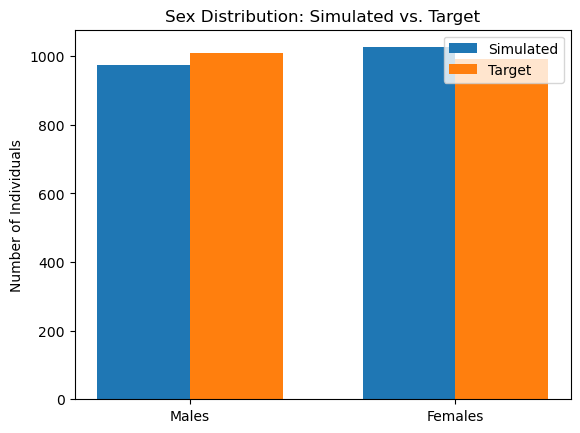 Sex Distribution: Simulated vs. Target
Simulated
Target
Number of Individuals
1000
800
600
400
200
0
Males
Females